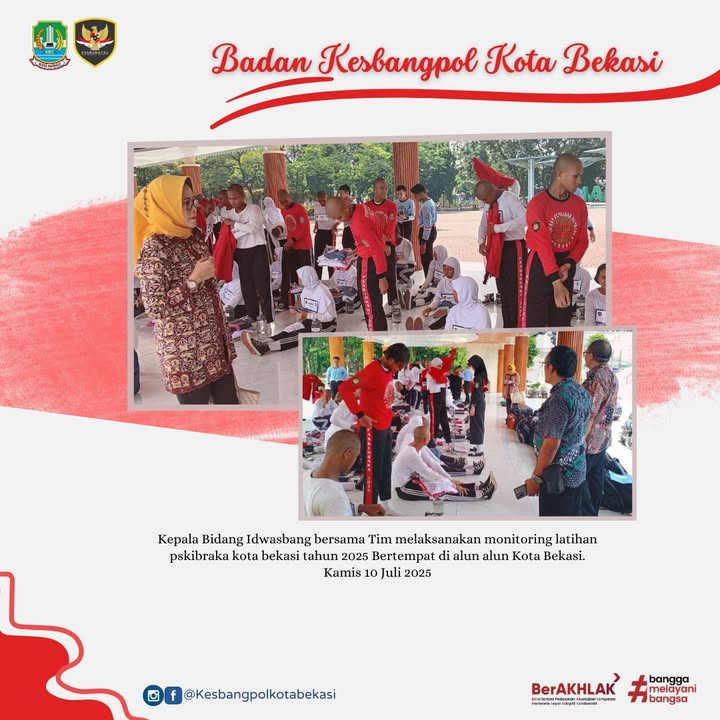 Badan Kesbangpol Kota Bekasi
Kepala Bidang Idwasbang bersama Tim melaksanakan monitoring latihan
pskibraka kota bekasi tahun 2025 Bertempat di alun alun Kota Bekasi.
Kamis 10 Juli 2025
@Kesbangpolkotabekasi
BerAKHLAK
#bangga
melayani
bangsa